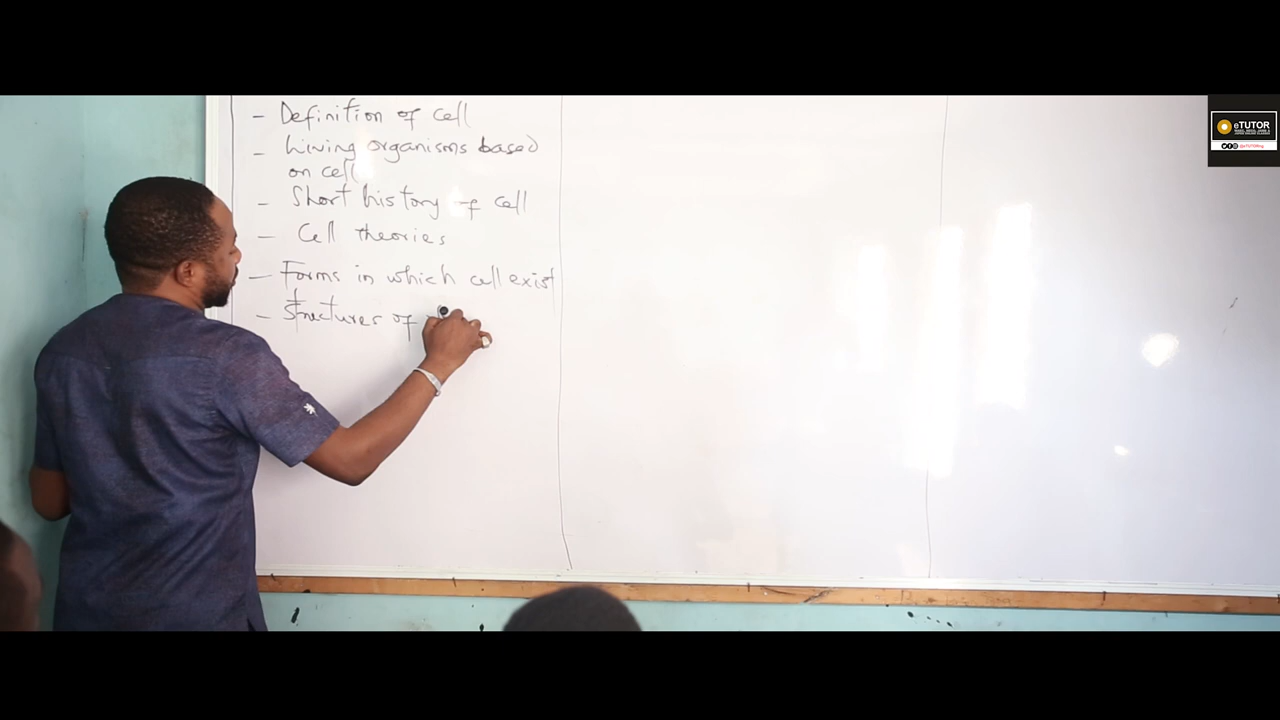 - Definition of cell
- Living organisms based
on cell
- Short history of cell
- Cell theories
- Forms in which cell exist
- Structures of
eTUTOR